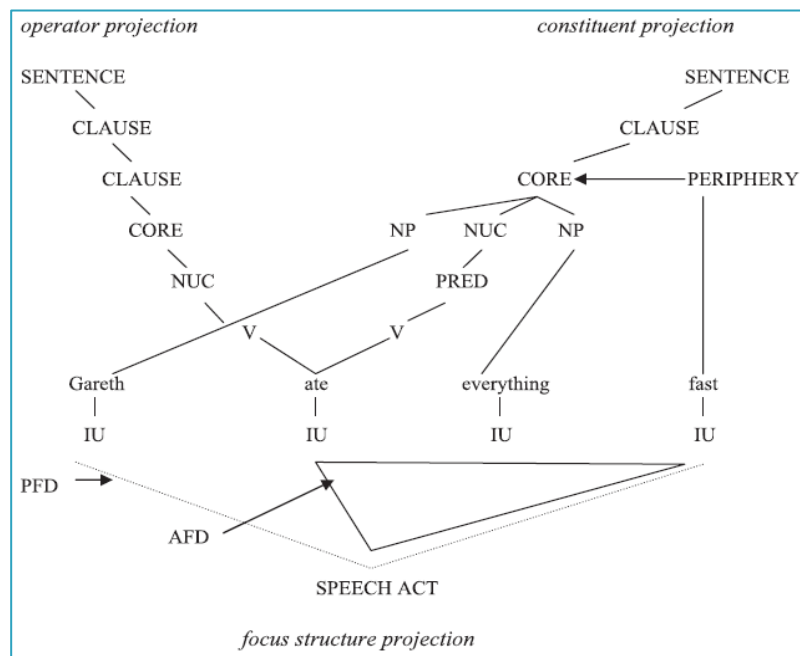 operator projection constituent projection
SENTENCE SENTENCE
CLAUSE CLAUSE
CLAUSE CORE PERIPHERY
CORE NP NUC NP
NUC PRED
V V
Gareth ate everything fast
IU IU IU IU
PFD
AFD
SPEECH ACT
focus structure projection